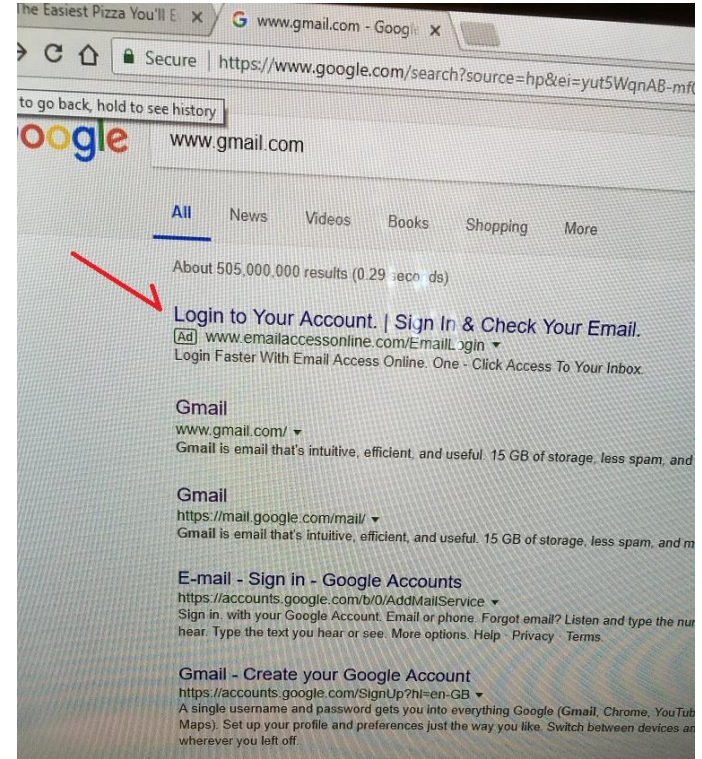 The Easiest Pizza You'll E
www.gmail.com - Googl
Secure | https://www.google.com/search?source=hp&ei=yut5WqnAB-mf
to go back, hold to see history
oogle
www.gmail.com
All News Videos Books Shopping More
About 505,000,000 results (0.29 seconds)
Login to Your Account. | Sign In & Check Your Email.
Ad www.emailaccessonline.com/EmailLogin
Login Faster With Email Access Online. One - Click Access To Your Inbox.
Gmail
www.gmail.com/
Gmail is email that's intuitive, efficient, and useful. 15 GB of storage, less spam, and
Gmail
https://mail.google.com/mail/
Gmail is email that's intuitive, efficient, and useful. 15 GB of storage, less spam, and m
E-mail - Sign in - Google Accounts
https://accounts.google.com/b/0/AddMailService
Sign in. with your Google Account. Email or phone. Forgot email? Listen and type the nur
hear. Type the text you hear or see. More options. Help · Privacy · Terms.
Gmail - Create your Google Account
https://accounts.google.com/SignUp?hl=en-GB
A single username and password gets you into everything Google (Gmail, Chrome, YouTub
Maps). Set up your profile and preferences just the way you like. Switch between devices an
wherever you left off.